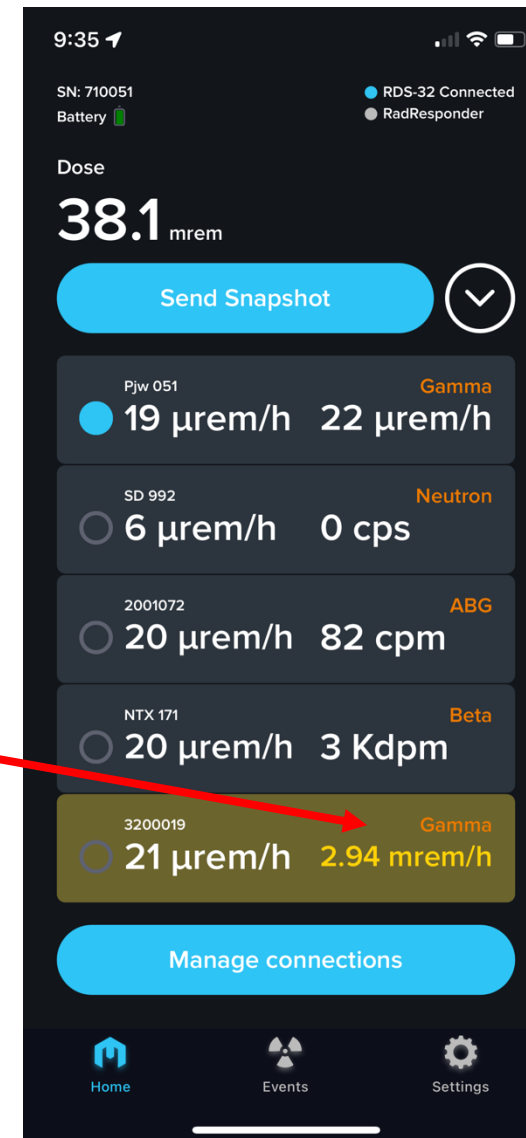 9:35
SN: 710051
RDS-32 Connected
Battery
RadResponder
Dose
38.1 mrem
Send Snapshot
Pjw 051
Gamma
19 µrem/h 22 µrem/h
SD 992
Neutron
6 µrem/h 0 cps
2001072
ABG
20 µrem/h 82 cpm
NTX 171
Beta
20 µrem/h 3 Kdpm
3200019
Gamma
21 µrem/h 2.94 mrem/h
Manage connections
Home Events Settings